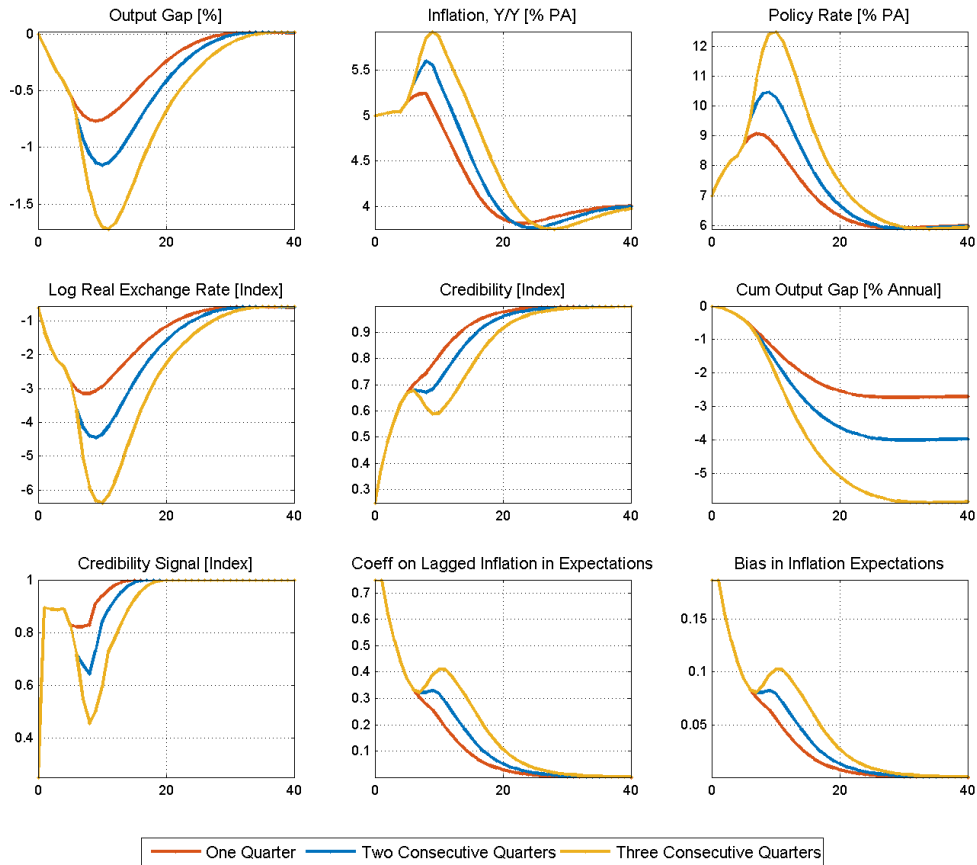 Output Gap [%]
0
-0.5
-1
-1.5
0 20 40
Inflation, Y/Y [% PA]
5.5
5
4.5
4
0 20 40
Policy Rate [% PA]
12
11
10
9
8
7
6
0 20 40
Log Real Exchange Rate [Index]
-1
-2
-3
-4
-5
-6
0 20 40
Credibility [Index]
0.9
0.8
0.7
0.6
0.5
0.4
0.3
0 20 40
Cum Output Gap [% Annual]
0
-1
-2
-3
-4
-5
0 20 40
Credibility Signal [Index]
1
0.8
0.6
0.4
0 20 40
Coeff on Lagged Inflation in Expectations
0.7
0.6
0.5
0.4
0.3
0.2
0.1
0 20 40
Bias in Inflation Expectations
0.15
0.1
0.05
0 20 40
One Quarter Two Consecutive Quarters Three Consecutive Quarters